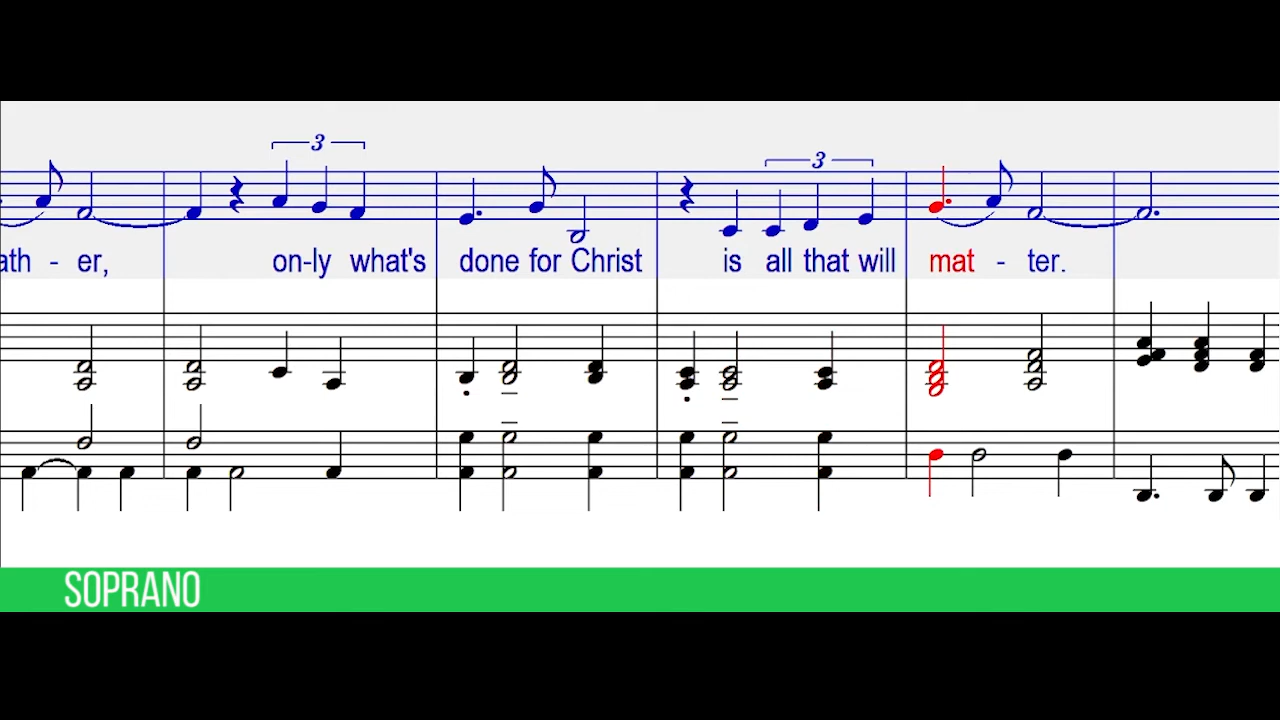 3
3
ath - er, on-ly what's done for Christ is all that will mat - ter.
SOPRANO